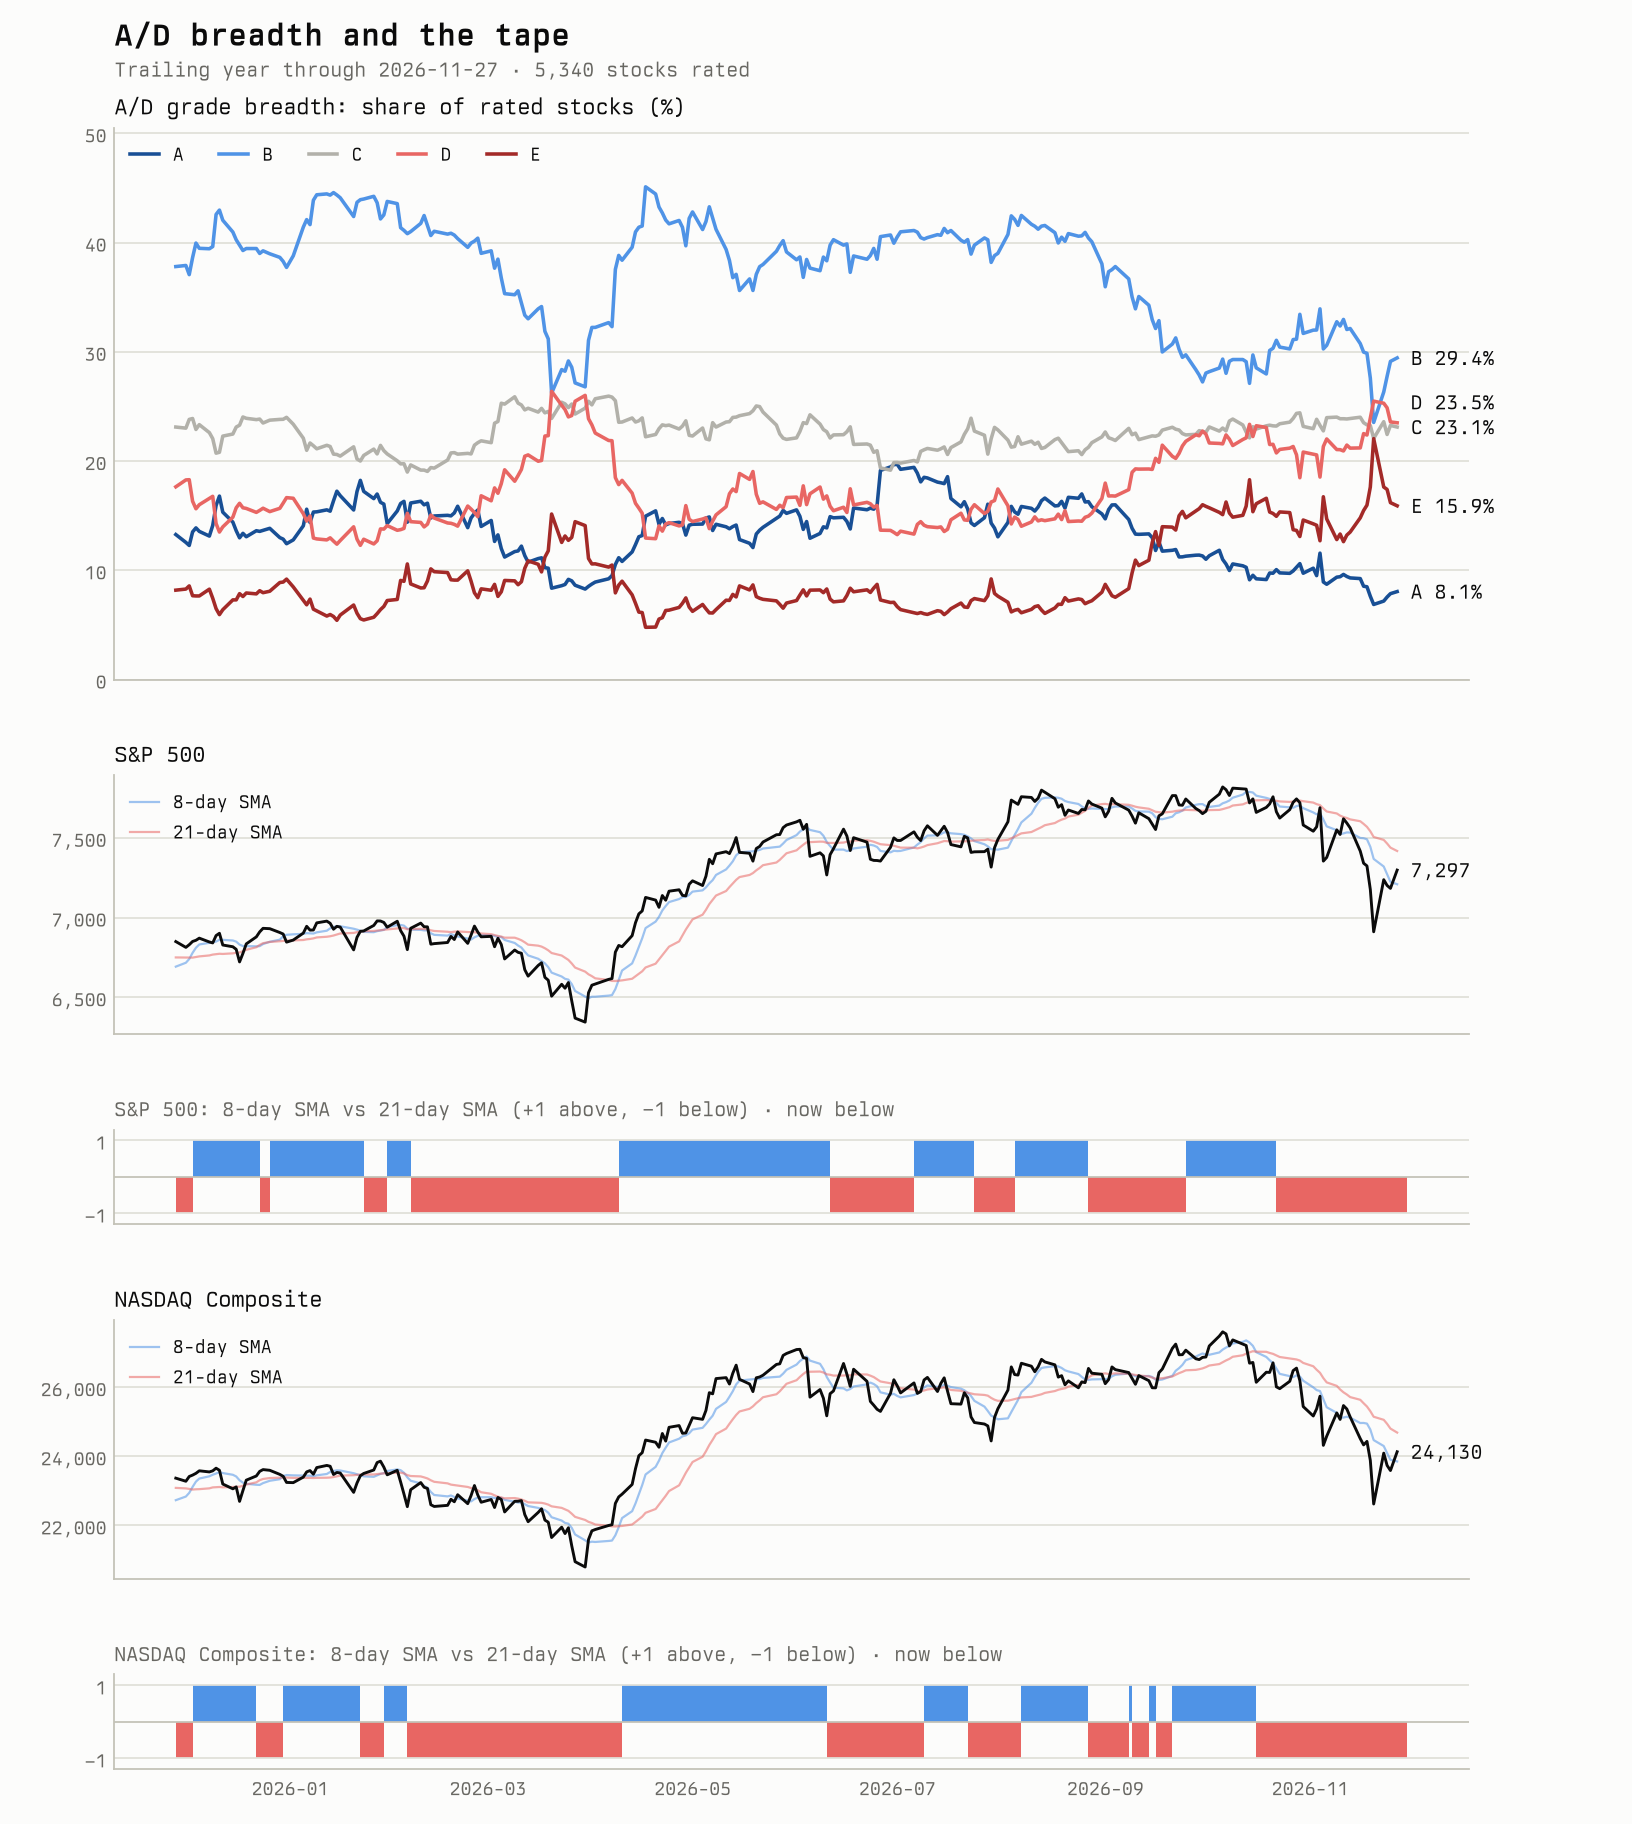 A/D breadth and the tape
Trailing year through 2026-11-27 · 5,340 stocks rated
A/D grade breadth: share of rated stocks (%)
50
A B C D E
40
30
B 29.4%
D 23.5%
C 23.1%
20
E 15.9%
10
A 8.1%
0
S&P 500
8-day SMA
21-day SMA
7,500
7,297
7,000
6,500
S&P 500: 8-day SMA vs 21-day SMA (+1 above, −1 below) · now below
1
−1
NASDAQ Composite
8-day SMA
21-day SMA
26,000
24,130
24,000
22,000
NASDAQ Composite: 8-day SMA vs 21-day SMA (+1 above, −1 below) · now below
1
−1
2026-01 2026-03 2026-05 2026-07 2026-09 2026-11